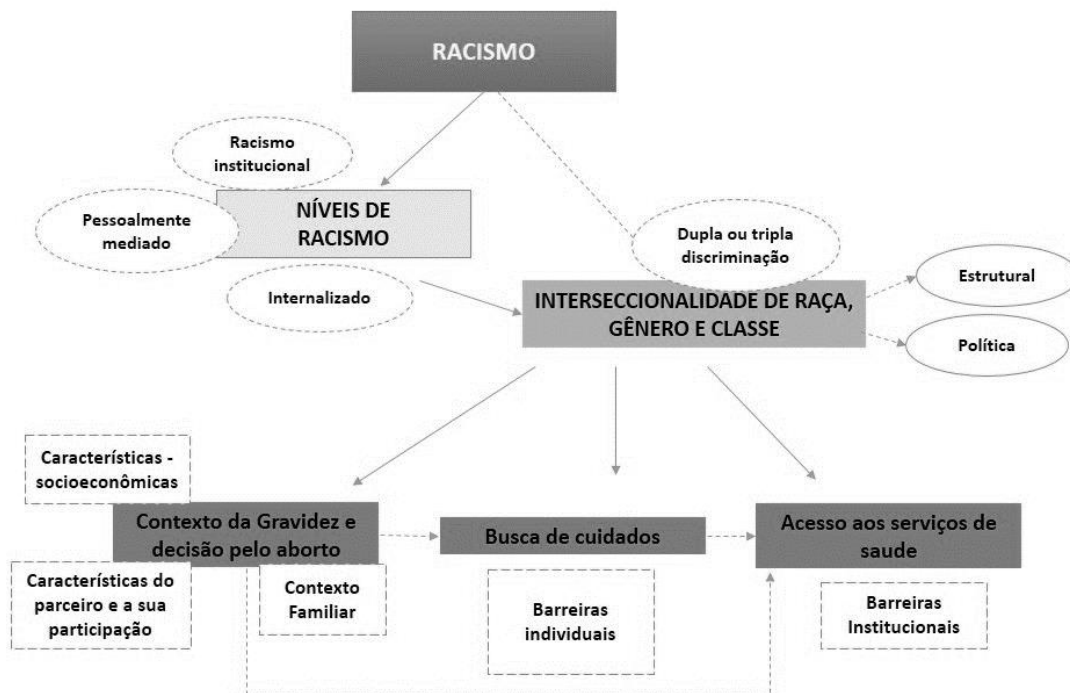 RACISMO
Racismo
institucional
Pessoalmente
mediado
NÍVEIS DE
RACISMO
Internalizado
Dupla ou tripla
discriminação
INTERSECCIONALIDADE DE RAÇA,
GÊNERO E CLASSE
Estrutural
Política
Características -
socioeconômicas
Contexto da Gravidez e
decisão pelo aborto
Características do
parceiro e a sua
participação
Contexto
Familiar
Busca de cuidados
Barreiras
individuais
Acesso aos serviços de
saude
Barreiras
Institucionais